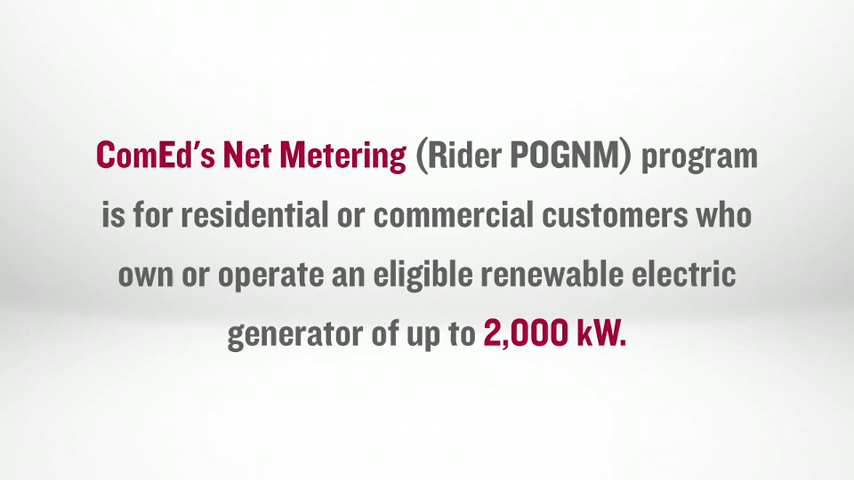 ComEd's Net Metering (Rider POGNM) program
is for residential or commercial customers who
own or operate an eligible renewable electric
generator of up to 2,000 kW.